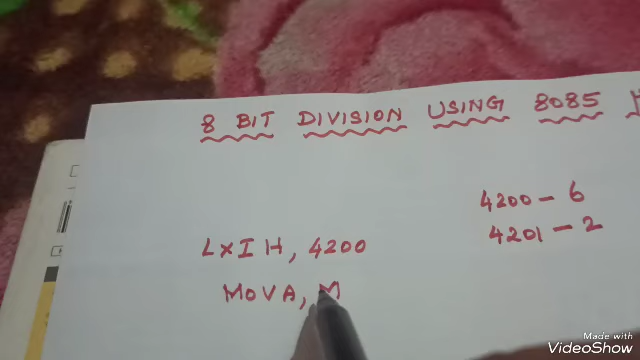 8 BIT DIVISION USING 8085
4200 - 6
4201 - 2
LXI H, 4200
MOV A, M
Made with
VideoShow